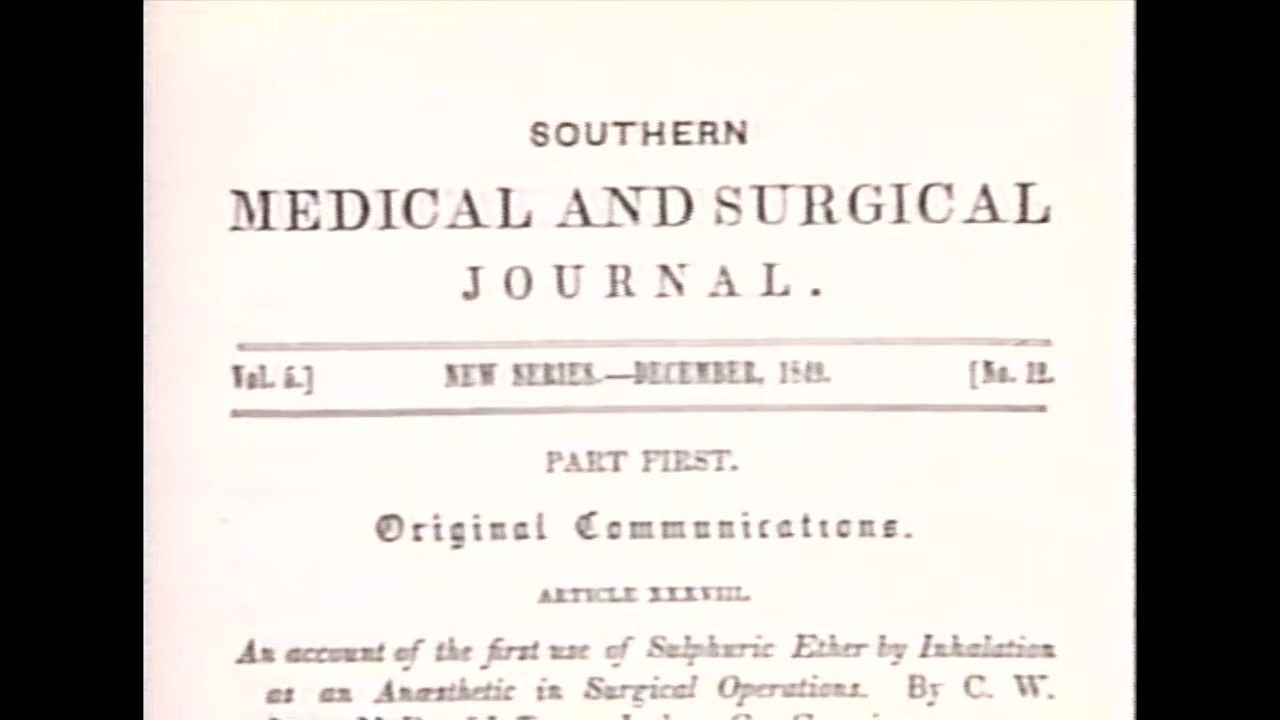 SOUTHERN
MEDICAL AND SURGICAL
JOURNAL.
Vol. 5.] NEW SERIES.—DECEMBER, 1849. [No. 12.
PART FIRST.
Original Communications.
ARTICLE XXXVIII.
An account of the first use of Sulphuric Ether by Inhalation
as an Anæsthetic in Surgical Operations. By C. W.